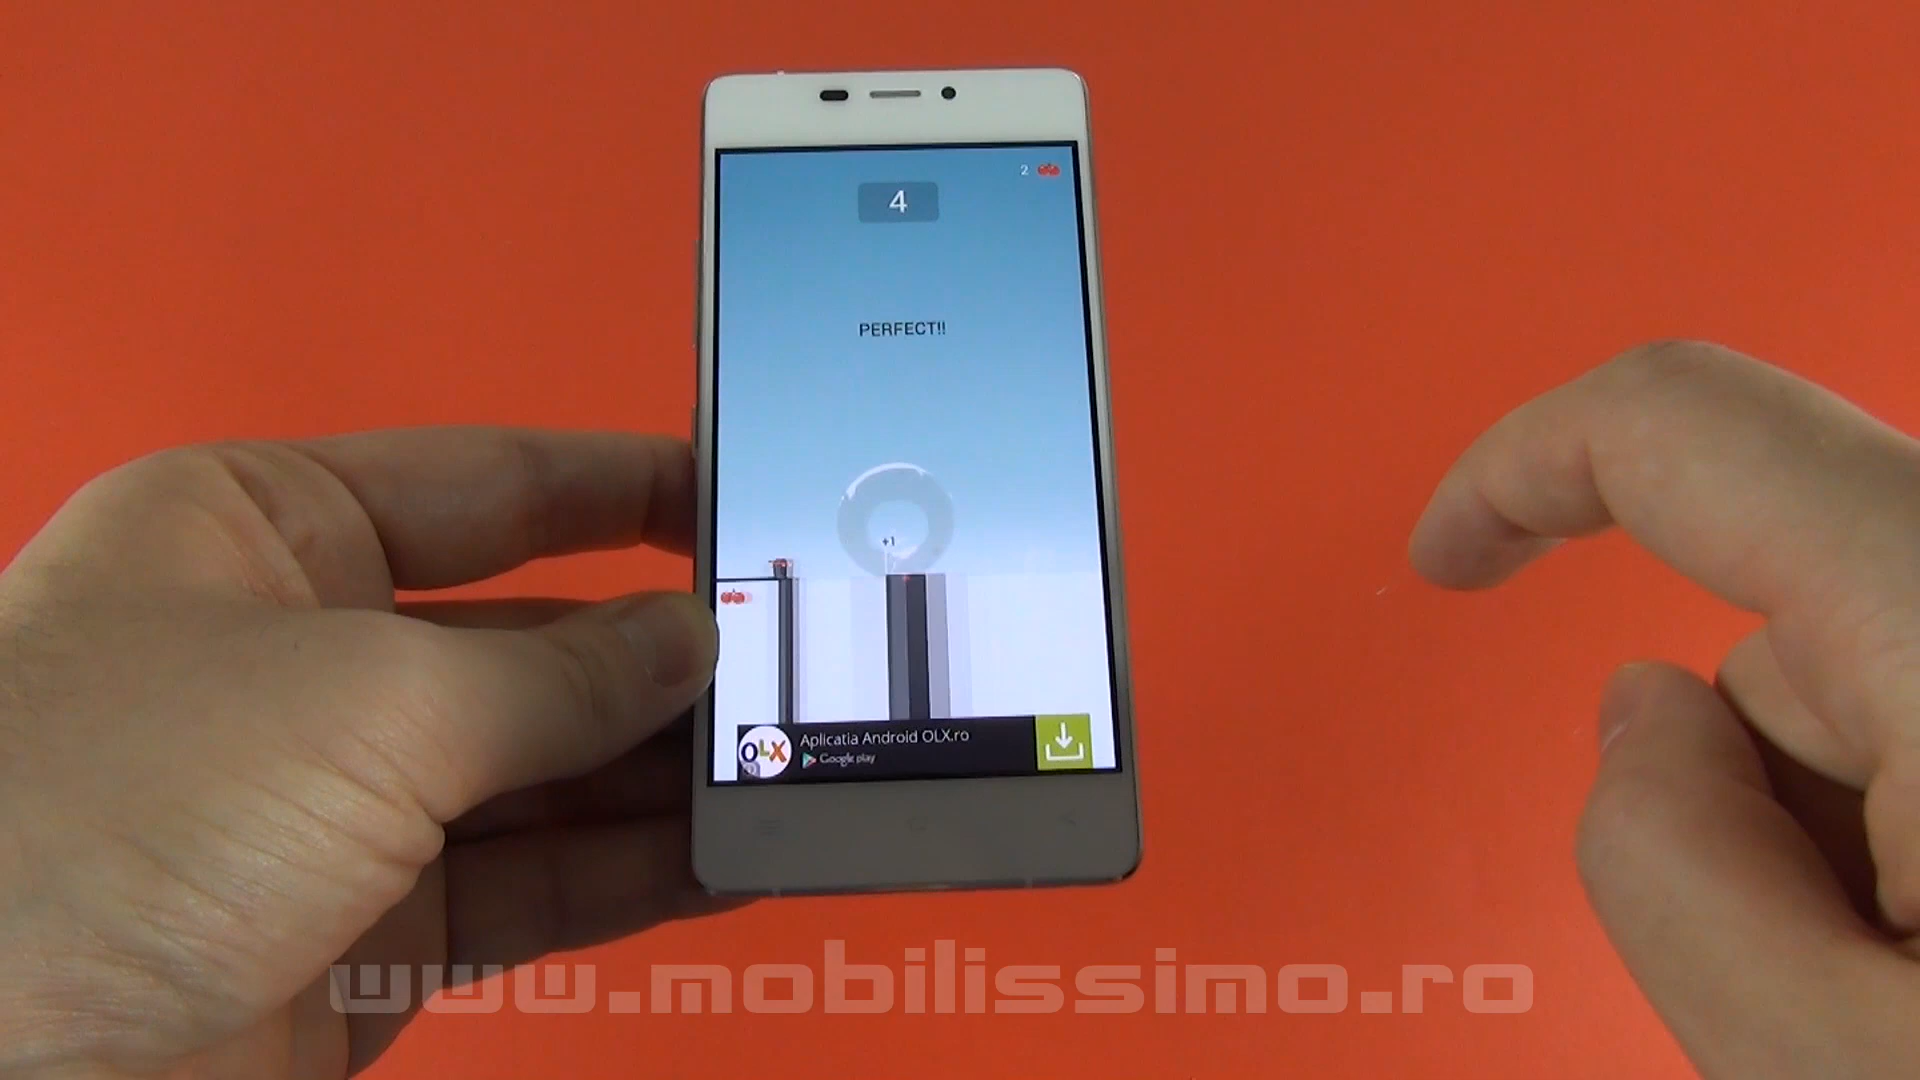 2
4
PERFECT!!
+1
OLX
Aplicatia Android OLX.ro
Google play
www.mobilissimo.ro